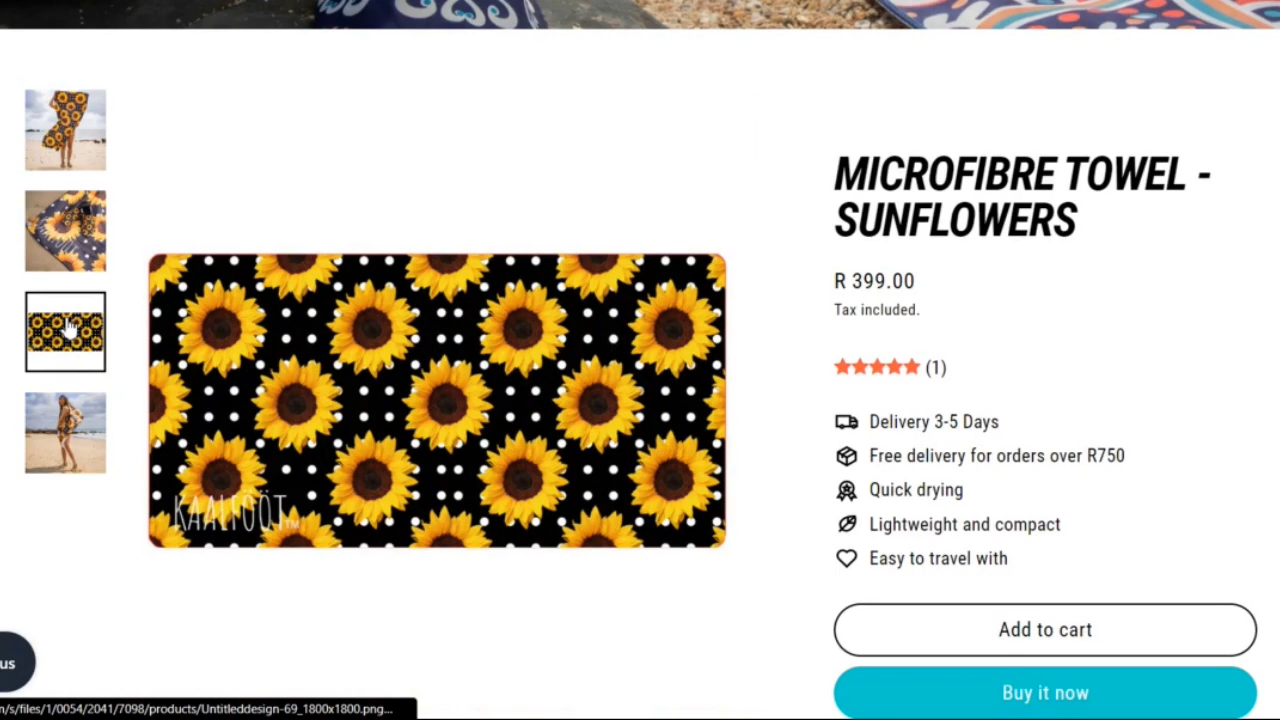 MICROFIBRE TOWEL -
SUNFLOWERS
R 399.00
Tax included.
(1)
Delivery 3-5 Days
Free delivery for orders over R750
Quick drying
Lightweight and compact
Easy to travel with
KAALFOÖT™
Add to cart
us
Buy it now
n/s/files/1/0054/2041/7098/products/Untitleddesign-69_1800x1800.png...